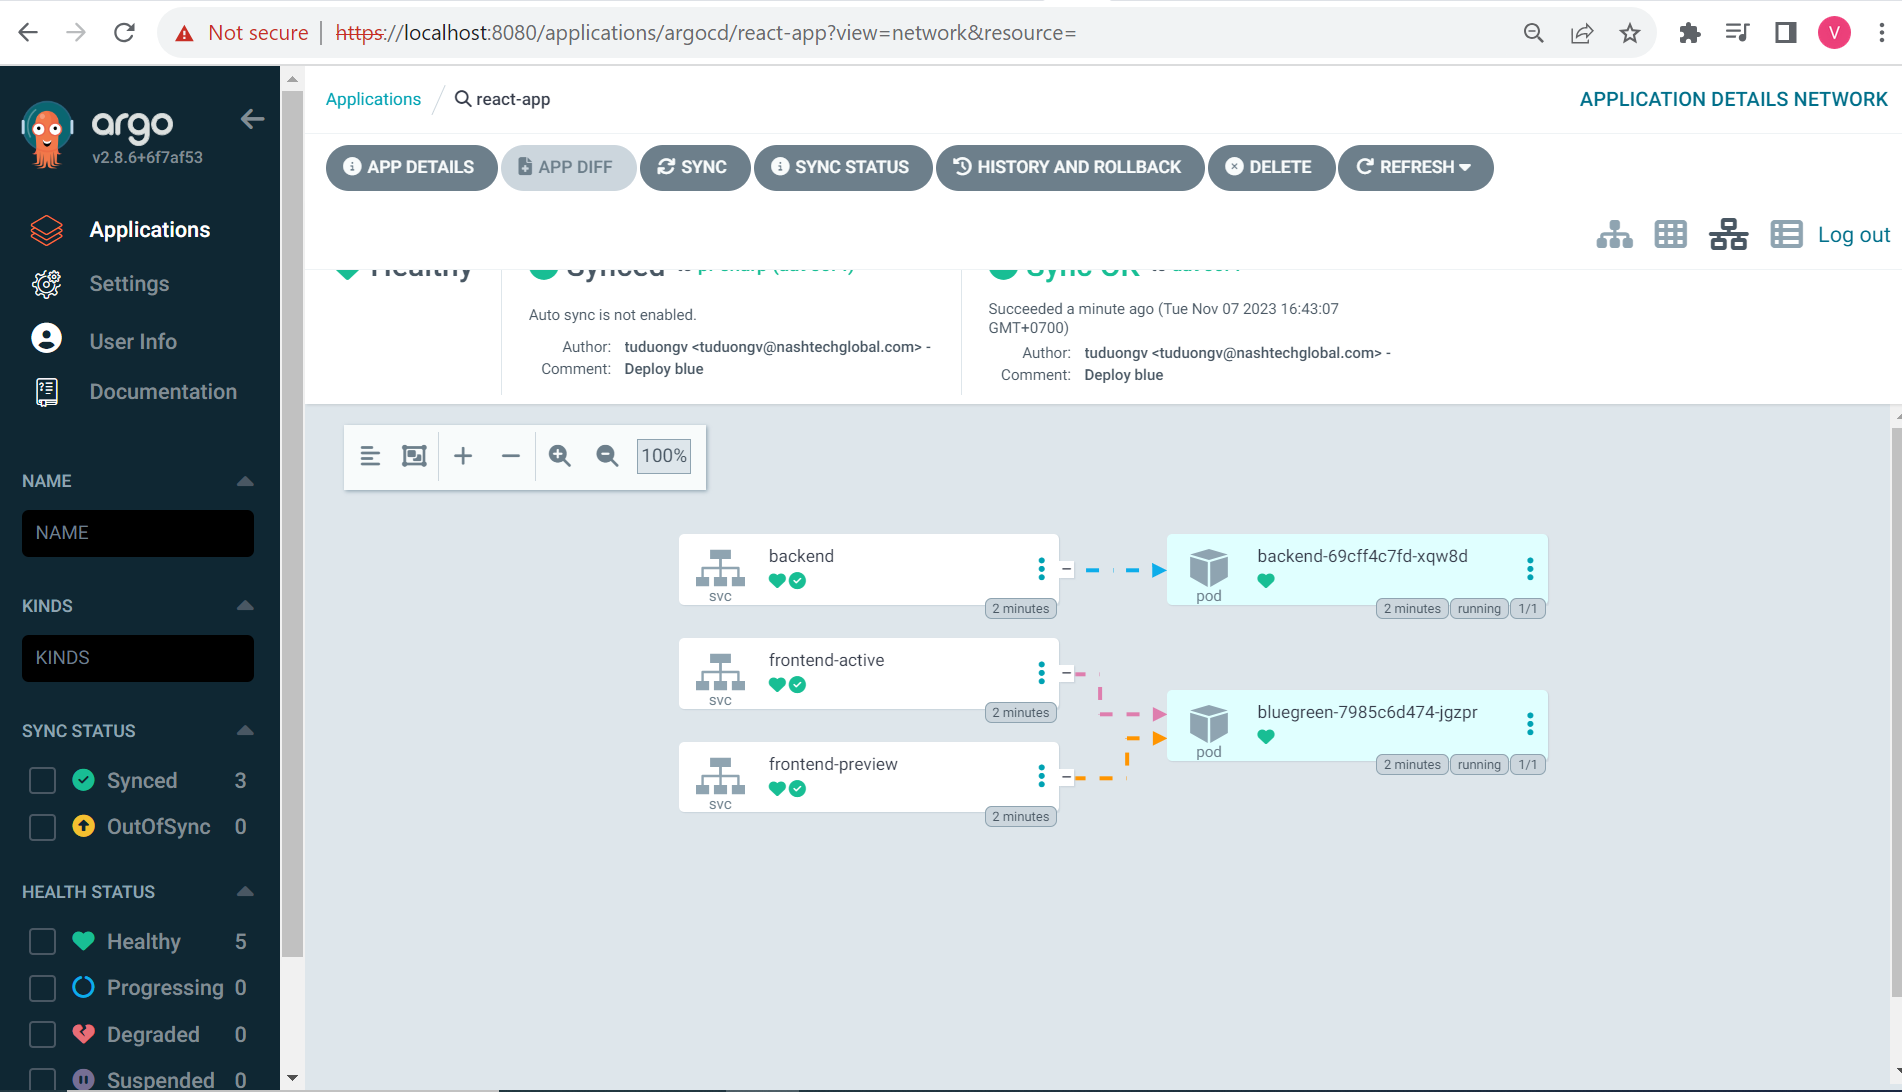 Not secure | https://localhost:8080/applications/argocd/react-app?view=network&resource=
V
argo
v2.8.6+6f7af53
Applications
Settings
User Info
Documentation
NAME
NAME
KINDS
KINDS
SYNC STATUS
Synced 3
OutOfSync 0
HEALTH STATUS
Healthy 5
Progressing 0
Degraded 0
Suspended 0
Applications / react-app
APPLICATION DETAILS NETWORK
APP DETAILS
APP DIFF
SYNC
SYNC STATUS
HISTORY AND ROLLBACK
DELETE
REFRESH
Log out
Healthy
Synced
Auto sync is not enabled.
Author: tuduongv <tuduongv@nashtechglobal.com> -
Comment: Deploy blue
Sync OK
Succeeded a minute ago (Tue Nov 07 2023 16:43:07
GMT+0700)
Author: tuduongv <tuduongv@nashtechglobal.com> -
Comment: Deploy blue
100%
backend
svc
2 minutes
backend-69cff4c7fd-xqw8d
pod
2 minutes running 1/1
frontend-active
svc
2 minutes
bluegreen-7985c6d474-jgzpr
pod
2 minutes running 1/1
frontend-preview
svc
2 minutes